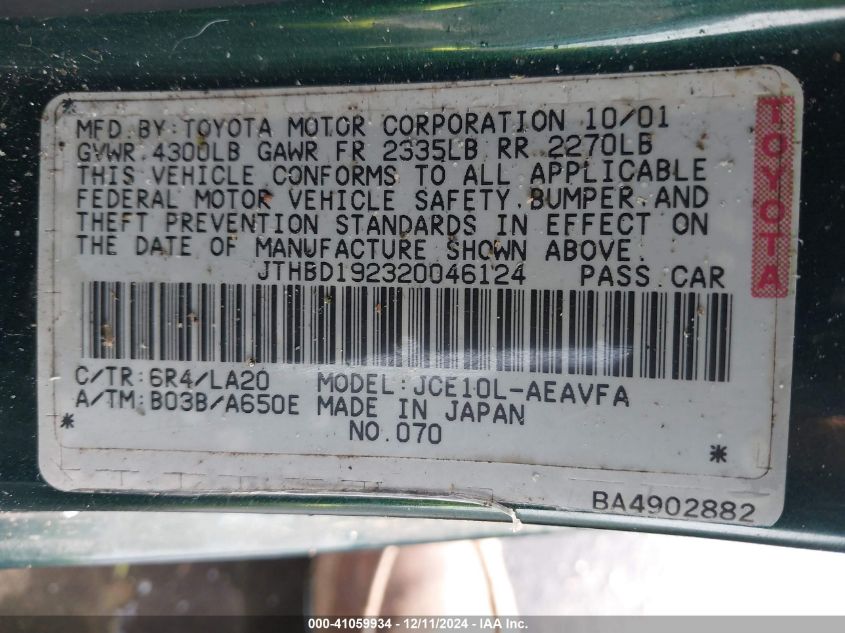 MFD.BY:TOYOTA MOTOR CORPORATION 10/01
GVWR 4300LB GAWR FR 2335LB RR 2270LB
THIS VEHICLE CONFORMS TO ALL APPLICABLE
FEDERAL MOTOR VEHICLE SAFETY,BUMPER,AND
THEFT PREVENTION STANDARDS IN EFFECT ON
THE DATE OF MANUFACTURE SHOWN ABOVE.
JTHBD192320046124 PASS.CAR
TOYOTA
C/TR:6R4/LA20 MODEL:JCE10L-AEAVFA
A/TM:B03B/A650E MADE IN JAPAN
NO.070
BA4902882
000-41059934 - 12/11/2024 - IAA Inc.